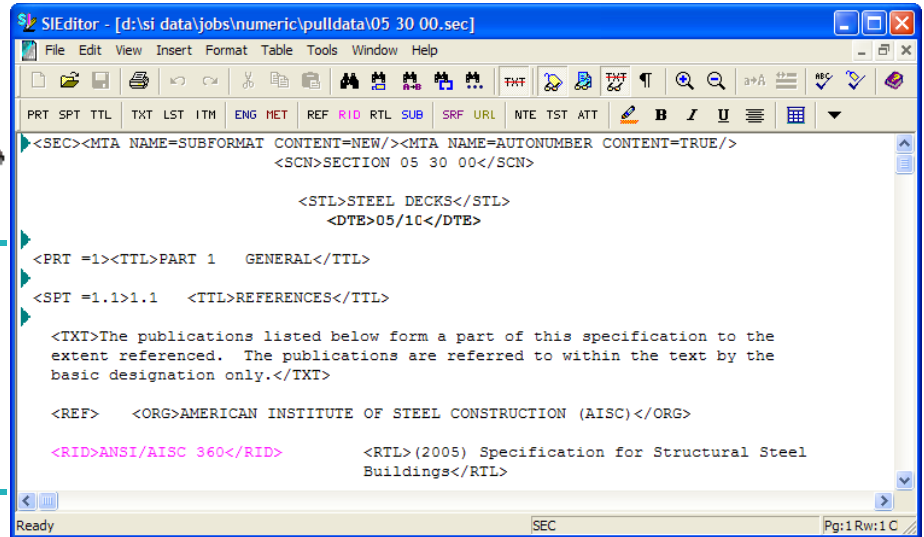 SIEditor - [d:\si data\jobs\numeric\pulldata\05 30 00.sec]
File Edit View Insert Format Table Tools Window Help
PRT SPT TTL TXT LST ITM ENG MET REF RID RTL SUB SRF URL NTE TST ATT B I U
<SEC><MTA NAME=SUBFORMAT CONTENT=NEW/><MTA NAME=AUTONUMBER CONTENT=TRUE/>
<SCN>SECTION 05 30 00</SCN>
<STL>STEEL DECKS</STL>
<DTE>05/10</DTE>
<PRT =1><TTL>PART 1 GENERAL</TTL>
<SPT =1.1>1.1 <TTL>REFERENCES</TTL>
<TXT>The publications listed below form a part of this specification to the
extent referenced. The publications are referred to within the text by the
basic designation only.</TXT>
<REF> <ORG>AMERICAN INSTITUTE OF STEEL CONSTRUCTION (AISC)</ORG>
<RID>ANSI/AISC 360</RID> <RTL>(2005) Specification for Structural Steel
Buildings</RTL>
Ready SEC Pg:1 Rw:1 C